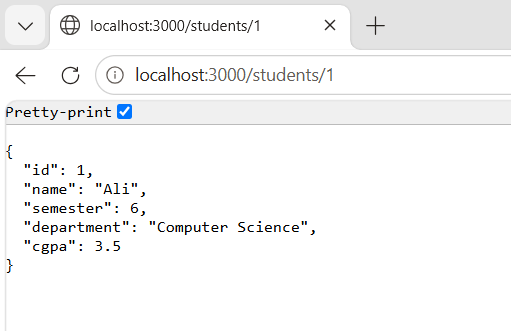 localhost:3000/students/1
localhost:3000/students/1
Pretty-print
{
  "id": 1,
  "name": "Ali",
  "semester": 6,
  "department": "Computer Science",
  "cgpa": 3.5
}